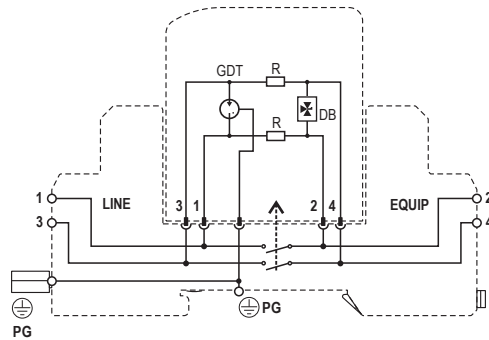 GDT R
R DB
3 1 2 4
1 LINE EQUIP 2
3 4
PG
PG